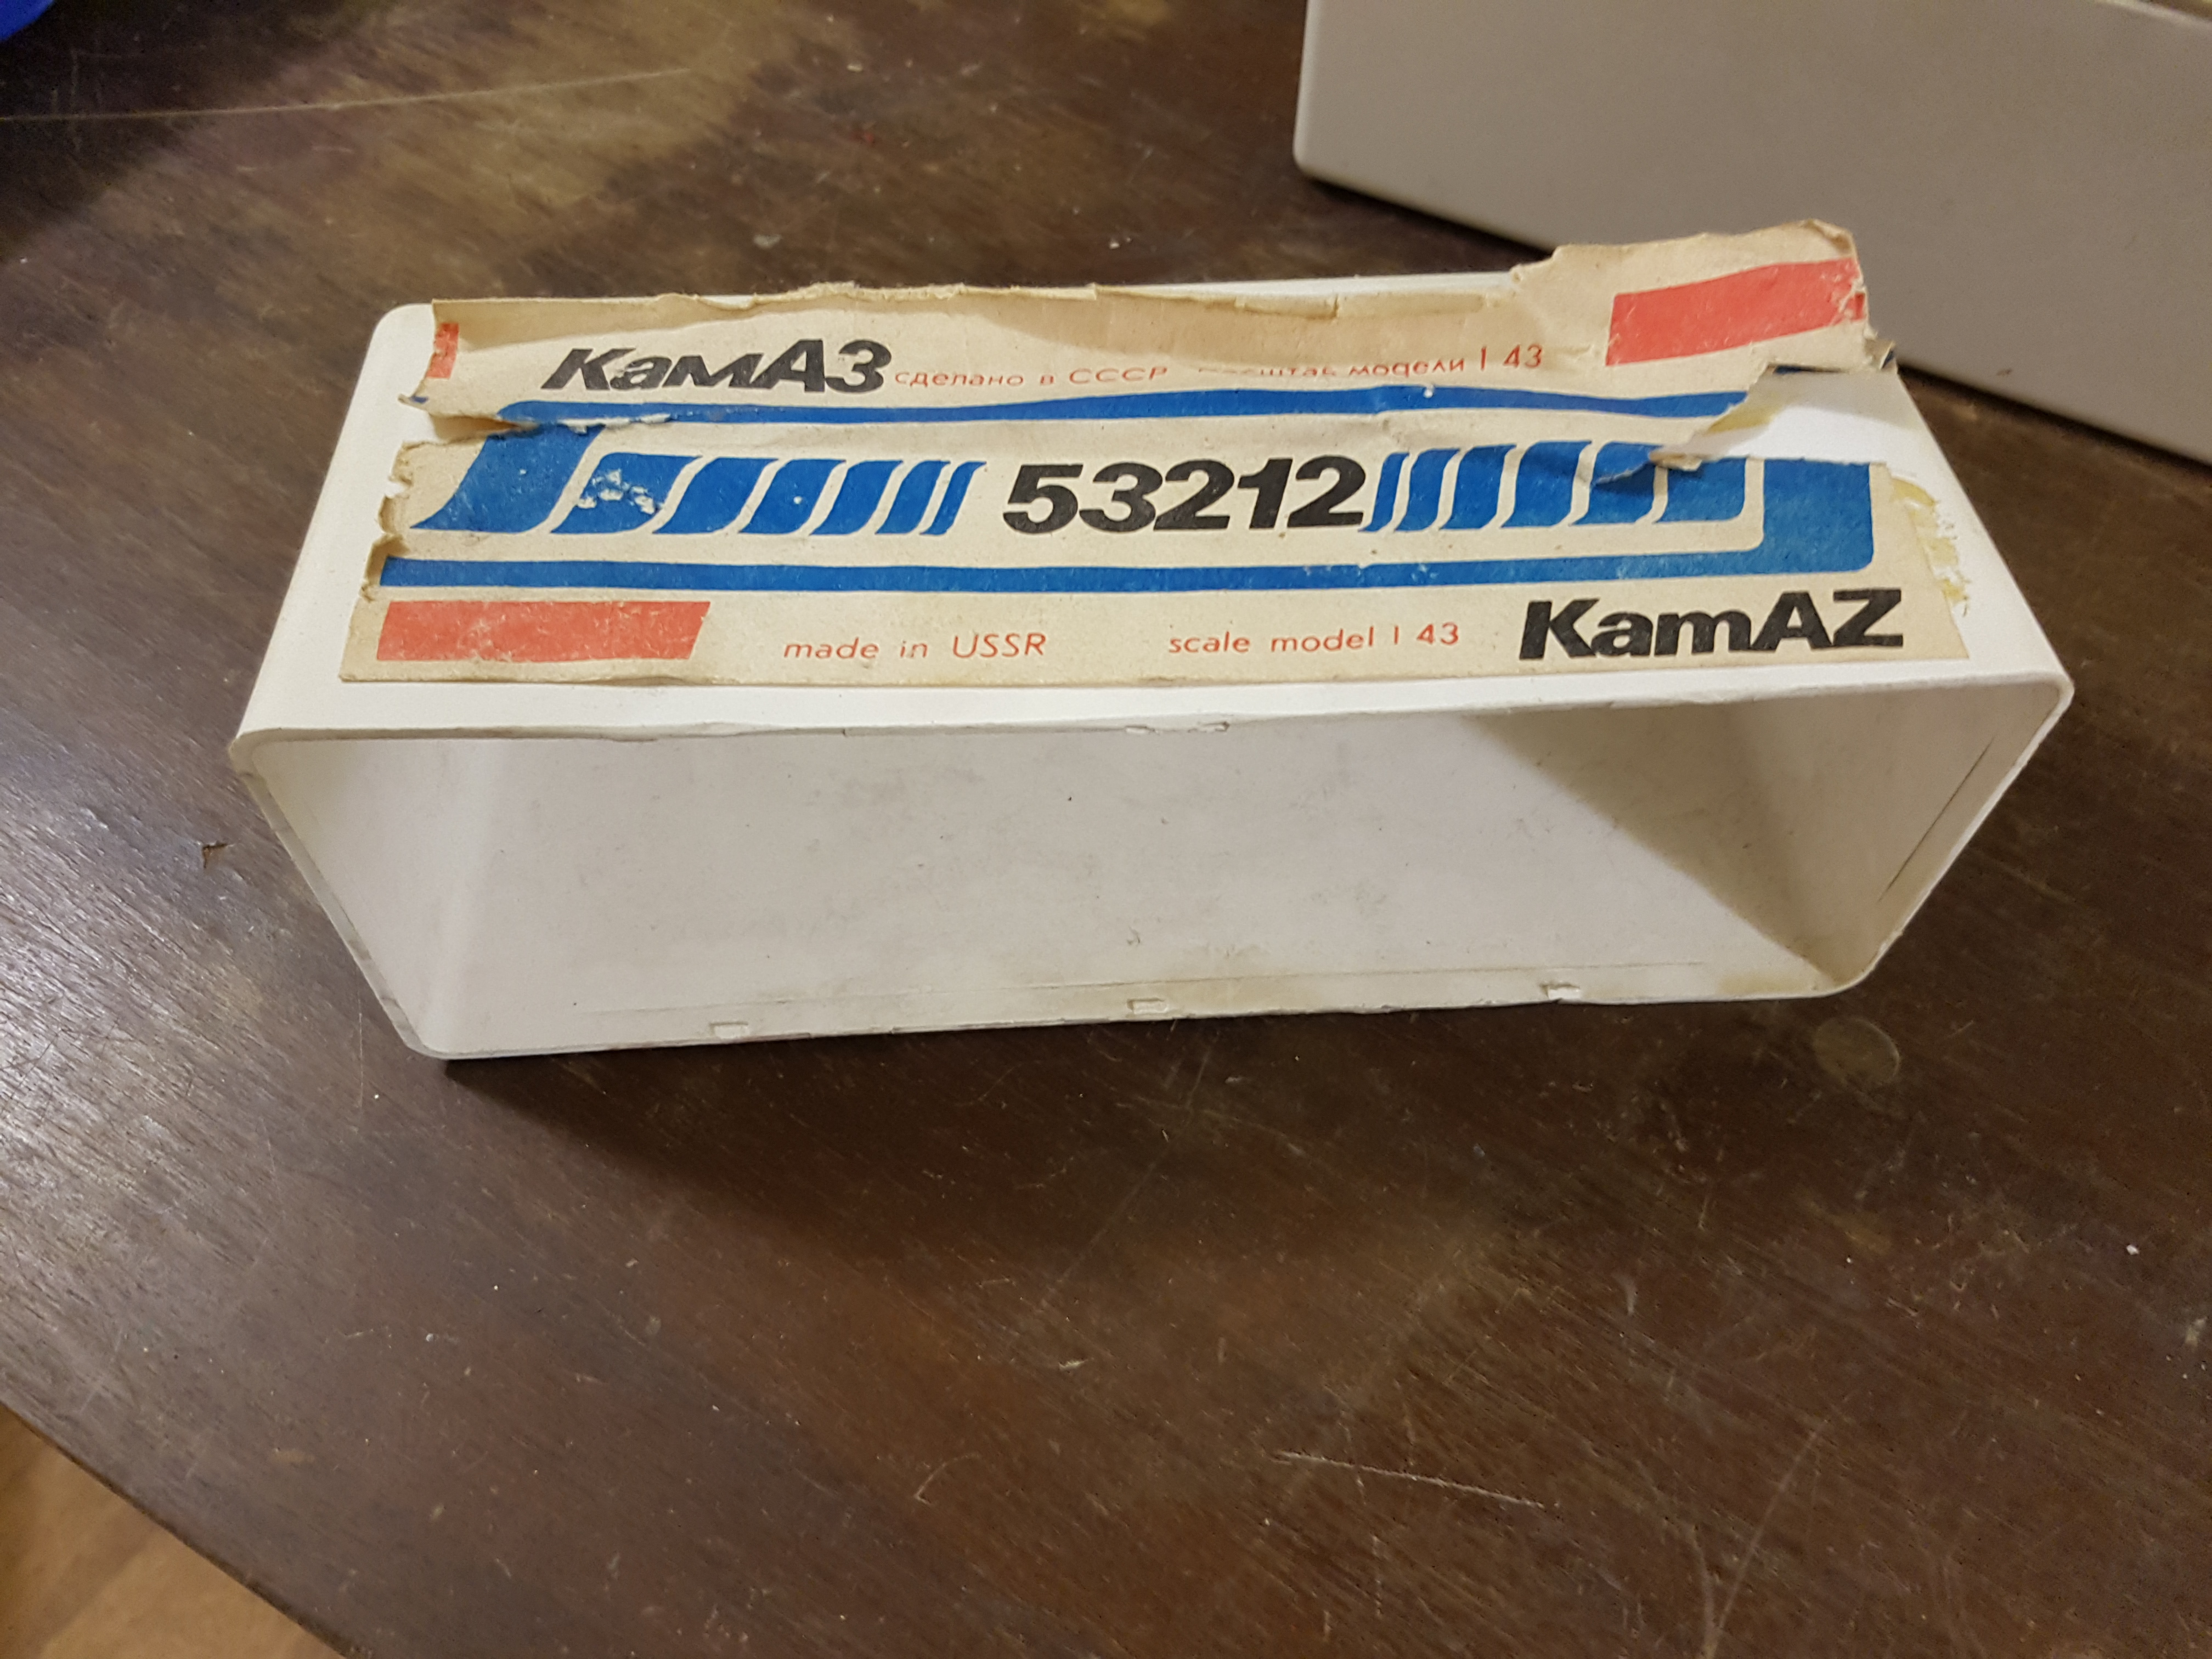 КамАЗ сделано в СССР модели 1 43
53212
made in USSR scale model 1 43 KamAZ